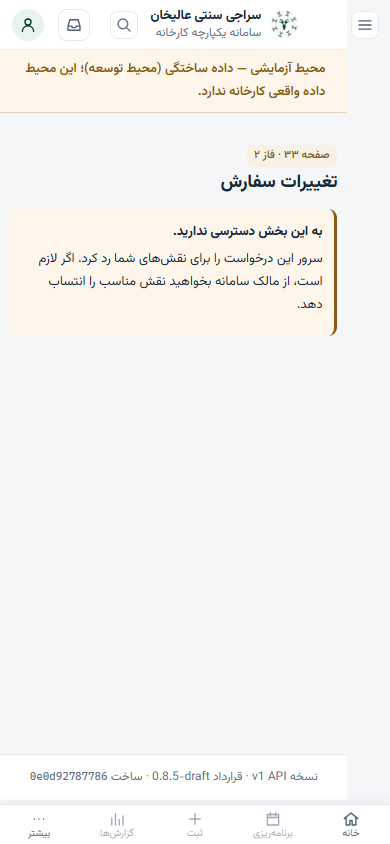 سراجی سنتی عالیخان
سامانه یکپارچه کارخانه
محیط آزمایشی — داده ساختگی (محیط توسعه)؛ این محیط
داده واقعی کارخانه ندارد.
صفحه ۳۳ · فاز ۲
تغییرات سفارش
به این بخش دسترسی ندارید.
سرور این درخواست را برای نقش‌های شما رد کرد. اگر لازم
است، از مالک سامانه بخواهید نقش مناسب را انتساب
دهد.
نسخه v1 API · قرارداد 0.8.5-draft · ساخت 0e0d92787786
خانه
برنامه‌ریزی
ثبت
گزارش‌ها
بیشتر